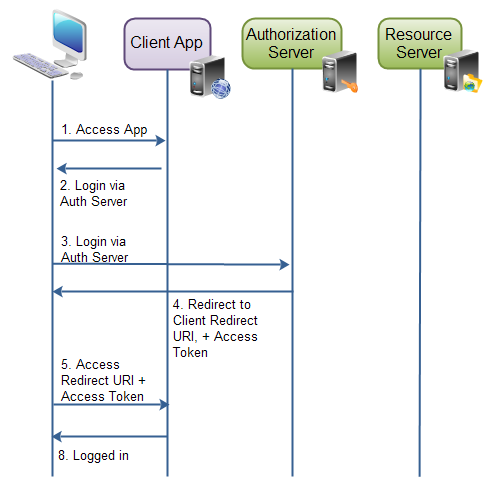 Client App
Authorization
Server
Resource
Server
1. Access App
2. Login via
Auth Server
3. Login via
Auth Server
4. Redirect to
Client Redirect
URI, + Access
Token
5. Access
Redirect URI +
Access Token
8. Logged in